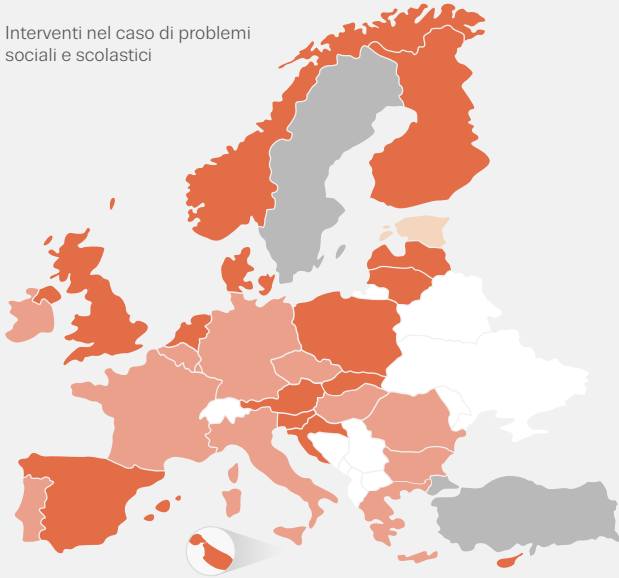 Interventi nel caso di problemi
sociali e scolastici